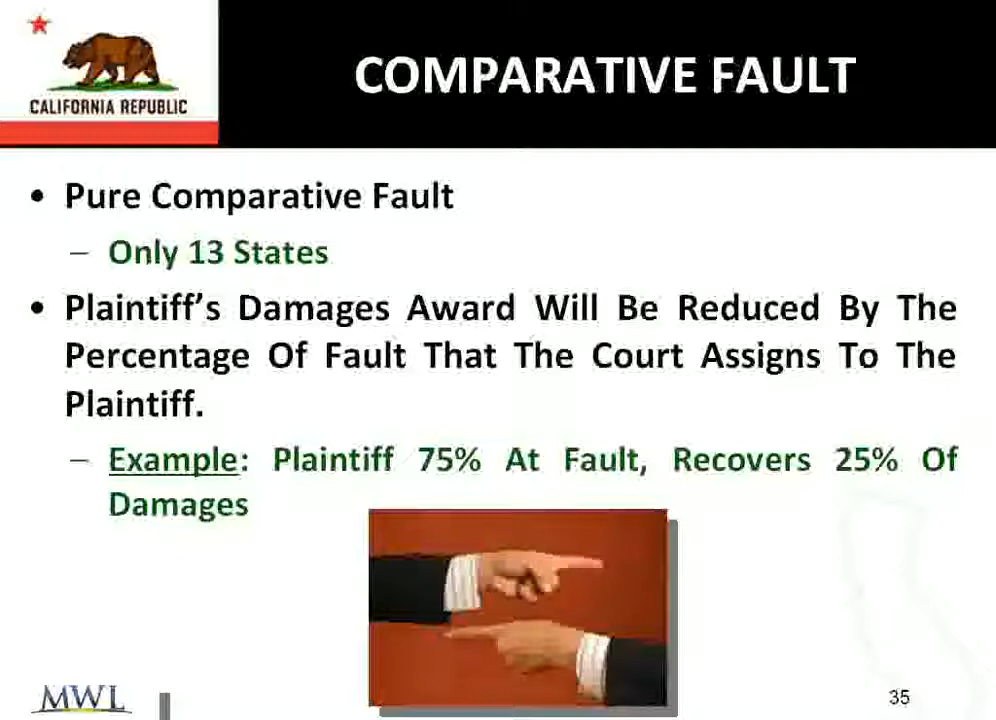 CALIFORNIA REPUBLIC
COMPARATIVE FAULT
• Pure Comparative Fault
– Only 13 States
• Plaintiff's Damages Award Will Be Reduced By The
Percentage Of Fault That The Court Assigns To The
Plaintiff.
– Example: Plaintiff 75% At Fault, Recovers 25% Of
Damages
MWL
35